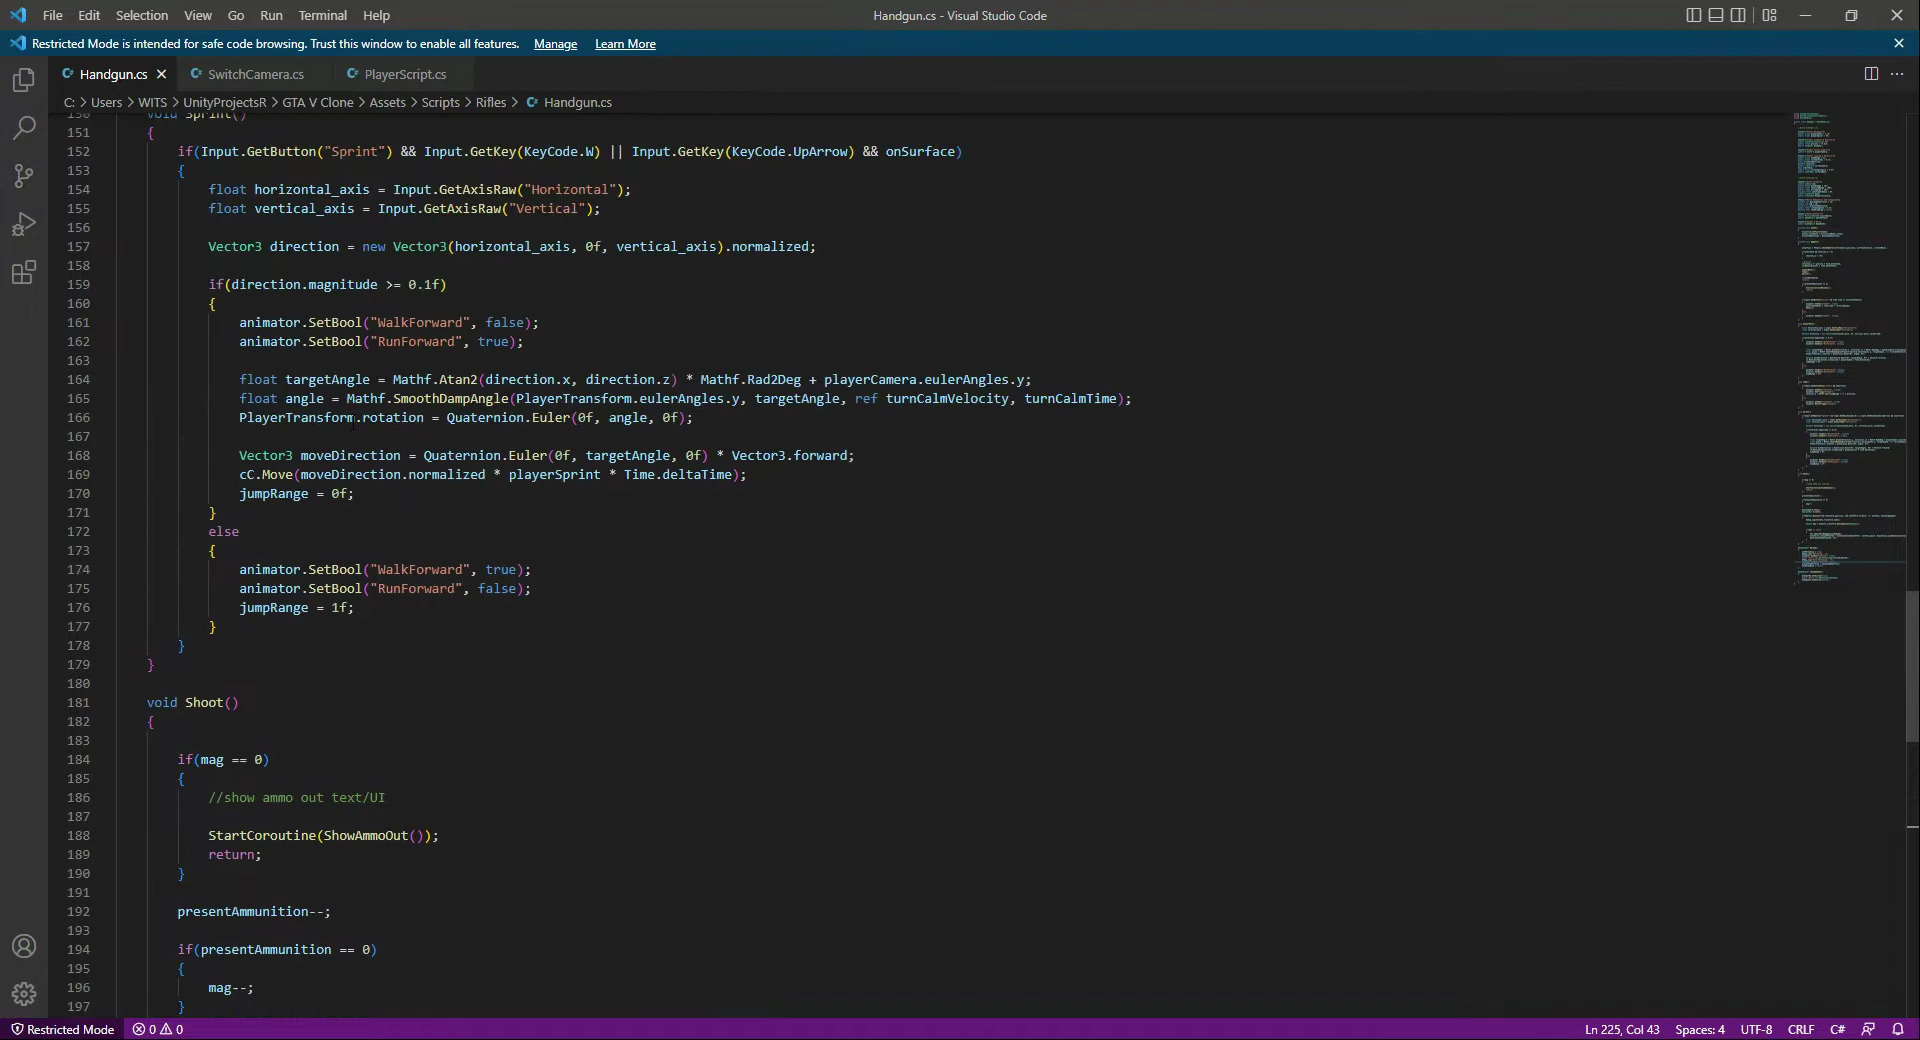 File Edit Selection View Go Run Terminal Help Handgun.cs - Visual Studio Code
Restricted Mode is intended for safe code browsing. Trust this window to enable all features. Manage Learn More
Handgun.cs SwitchCamera.cs PlayerScript.cs
C: > Users > WITS > UnityProjectsR > GTA V Clone > Assets > Scripts > Rifles > Handgun.cs
150 void Sprint()
151 {
152 if(Input.GetButton("Sprint") && Input.GetKey(KeyCode.W) || Input.GetKey(KeyCode.UpArrow) && onSurface)
153 {
154 float horizontal_axis = Input.GetAxisRaw("Horizontal");
155 float vertical_axis = Input.GetAxisRaw("Vertical");
156
157 Vector3 direction = new Vector3(horizontal_axis, 0f, vertical_axis).normalized;
158
159 if(direction.magnitude >= 0.1f)
160 {
161 animator.SetBool("WalkForward", false);
162 animator.SetBool("RunForward", true);
163
164 float targetAngle = Mathf.Atan2(direction.x, direction.z) * Mathf.Rad2Deg + playerCamera.eulerAngles.y;
165 float angle = Mathf.SmoothDampAngle(PlayerTransform.eulerAngles.y, targetAngle, ref turnCalmVelocity, turnCalmTime);
166 PlayerTransform.rotation = Quaternion.Euler(0f, angle, 0f);
167
168 Vector3 moveDirection = Quaternion.Euler(0f, targetAngle, 0f) * Vector3.forward;
169 cC.Move(moveDirection.normalized * playerSprint * Time.deltaTime);
170 jumpRange = 0f;
171 }
172 else
173 {
174 animator.SetBool("WalkForward", true);
175 animator.SetBool("RunForward", false);
176 jumpRange = 1f;
177 }
178 }
179 }
180
181 void Shoot()
182 {
183
184 if(mag == 0)
185 {
186 //show ammo out text/UI
187
188 StartCoroutine(ShowAmmoOut());
189 return;
190 }
191
192 presentAmmunition--;
193
194 if(presentAmmunition == 0)
195 {
196 mag--;
197 }
Restricted Mode 0 0 Ln 225, Col 43 Spaces: 4 UTF-8 CRLF C#